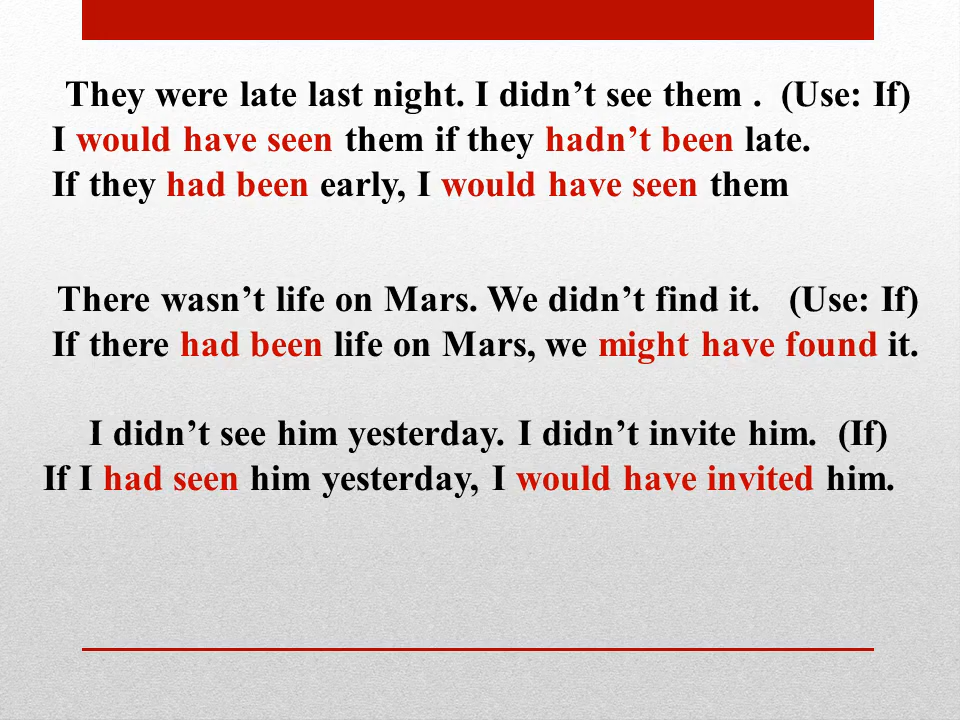 They were late last night. I didn’t see them . (Use: If)
I would have seen them if they hadn’t been late.
If they had been early, I would have seen them
There wasn’t life on Mars. We didn’t find it. (Use: If)
If there had been life on Mars, we might have found it.
I didn’t see him yesterday. I didn’t invite him. (If)
If I had seen him yesterday, I would have invited him.